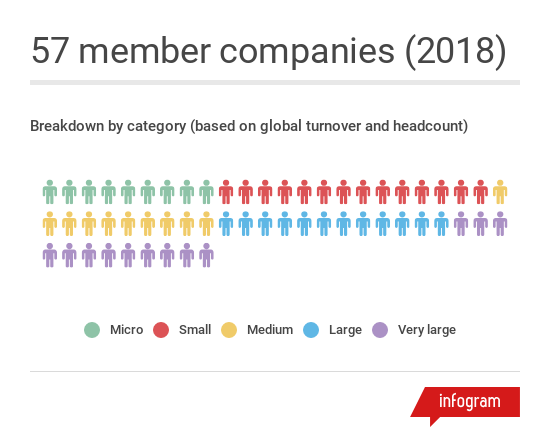 57 member companies (2018)
Breakdown by category (based on global turnover and headcount)
Micro Small Medium Large Very large
infogram